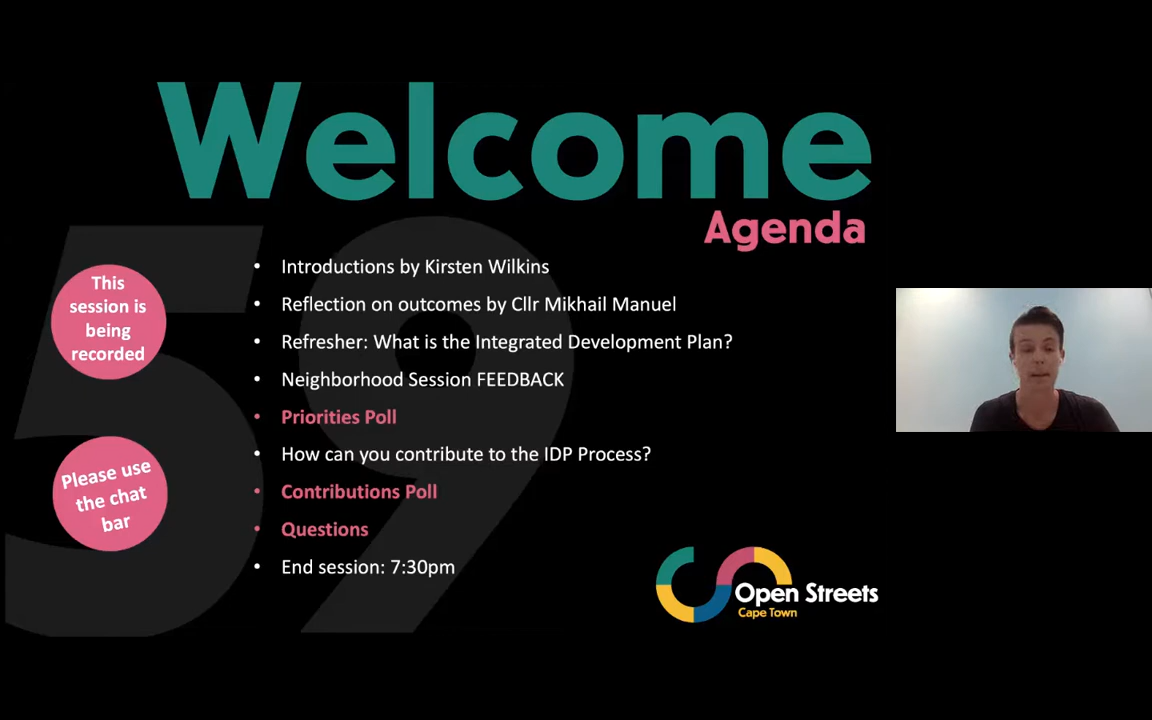 Welcome
Agenda
59
This
session is
being
recorded
• Introductions by Kirsten Wilkins
• Reflection on outcomes by Cllr Mikhail Manuel
• Refresher: What is the Integrated Development Plan?
• Neighborhood Session FEEDBACK
• Priorities Poll
• How can you contribute to the IDP Process?
• Contributions Poll
• Questions
• End session: 7:30pm
Please use
the chat
bar
Open Streets
Cape Town